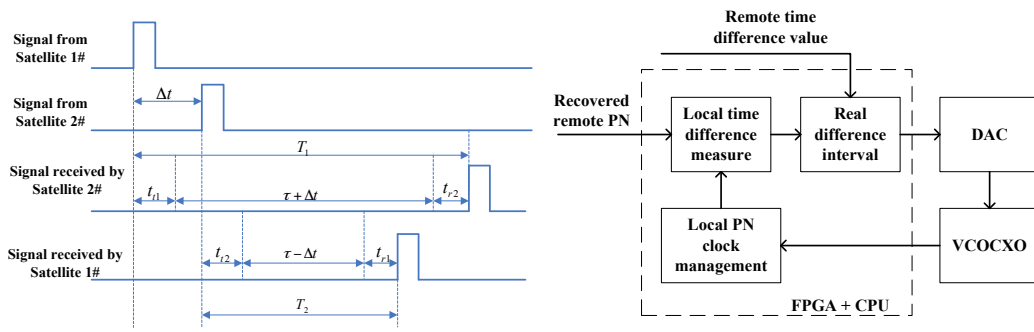 Signal from
Satellite 1#
Δt
Signal from
Satellite 2#
T₁
Signal received by
Satellite 2#
tₜ₁
τ + Δt
tᵣ₂
Signal received by
Satellite 1#
tₜ₂
τ − Δt
tᵣ₁
T₂
Remote time
difference value
Recovered
remote PN
Local time
difference
measure
Real
difference
interval
DAC
Local PN
clock
management
VCOCXO
FPGA + CPU